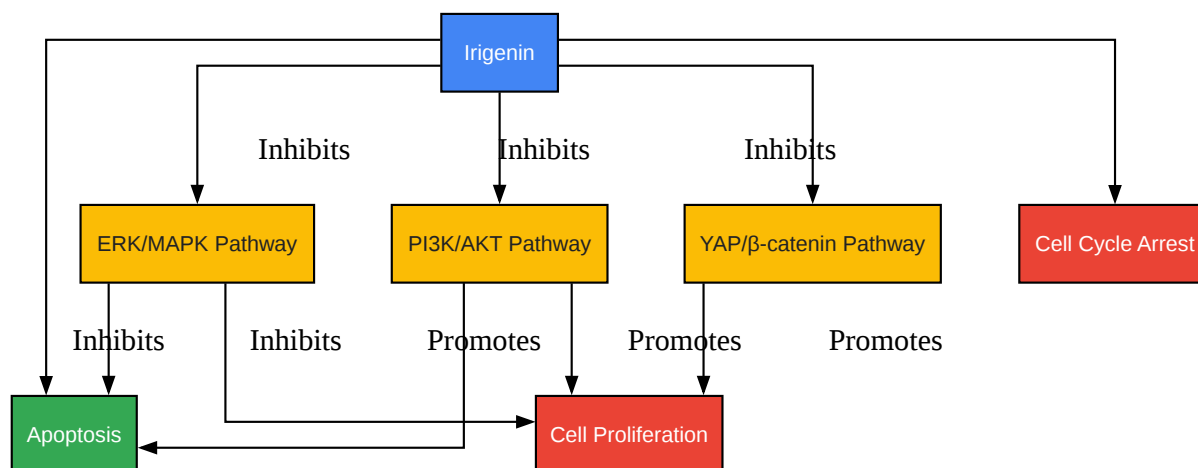 Irigenin
Inhibits
Inhibits
Inhibits
ERK/MAPK Pathway
PI3K/AKT Pathway
YAP/β-catenin Pathway
Cell Cycle Arrest
Inhibits
Inhibits
Promotes
Promotes
Promotes
Apoptosis
Cell Proliferation